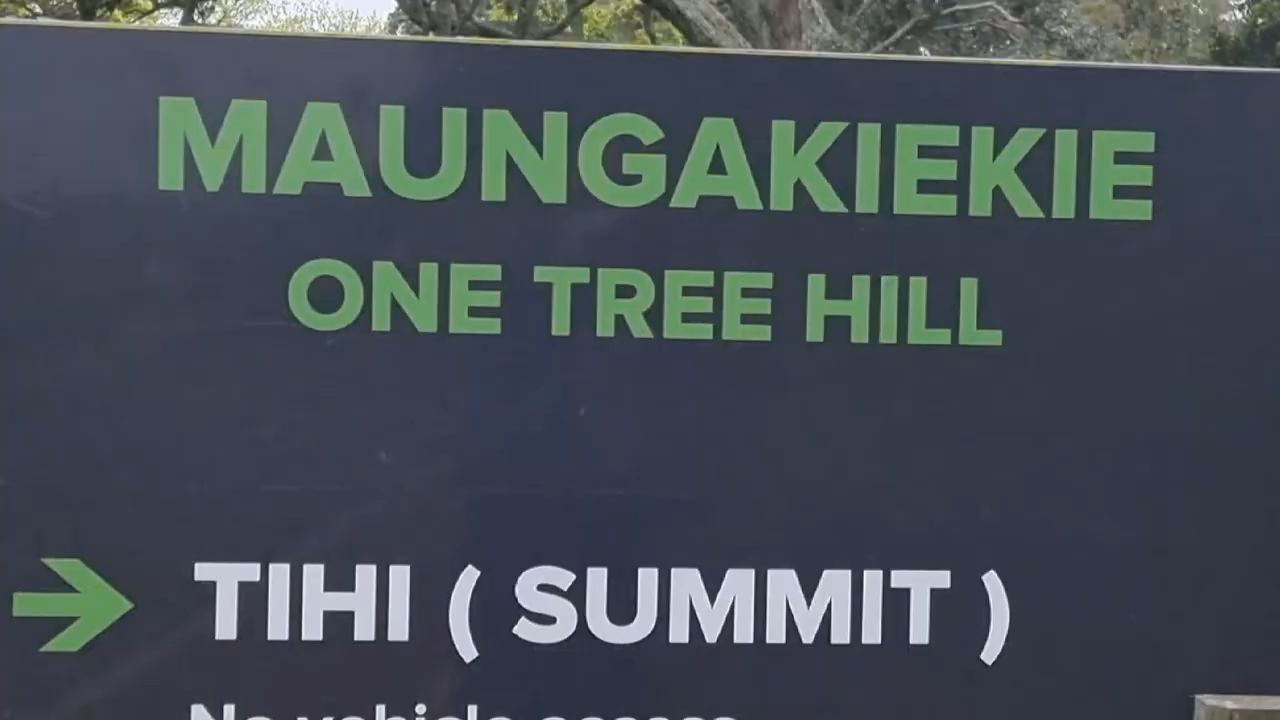 MAUNGAKIEKIE
ONE TREE HILL
TIHI ( SUMMIT )
No vehicle access